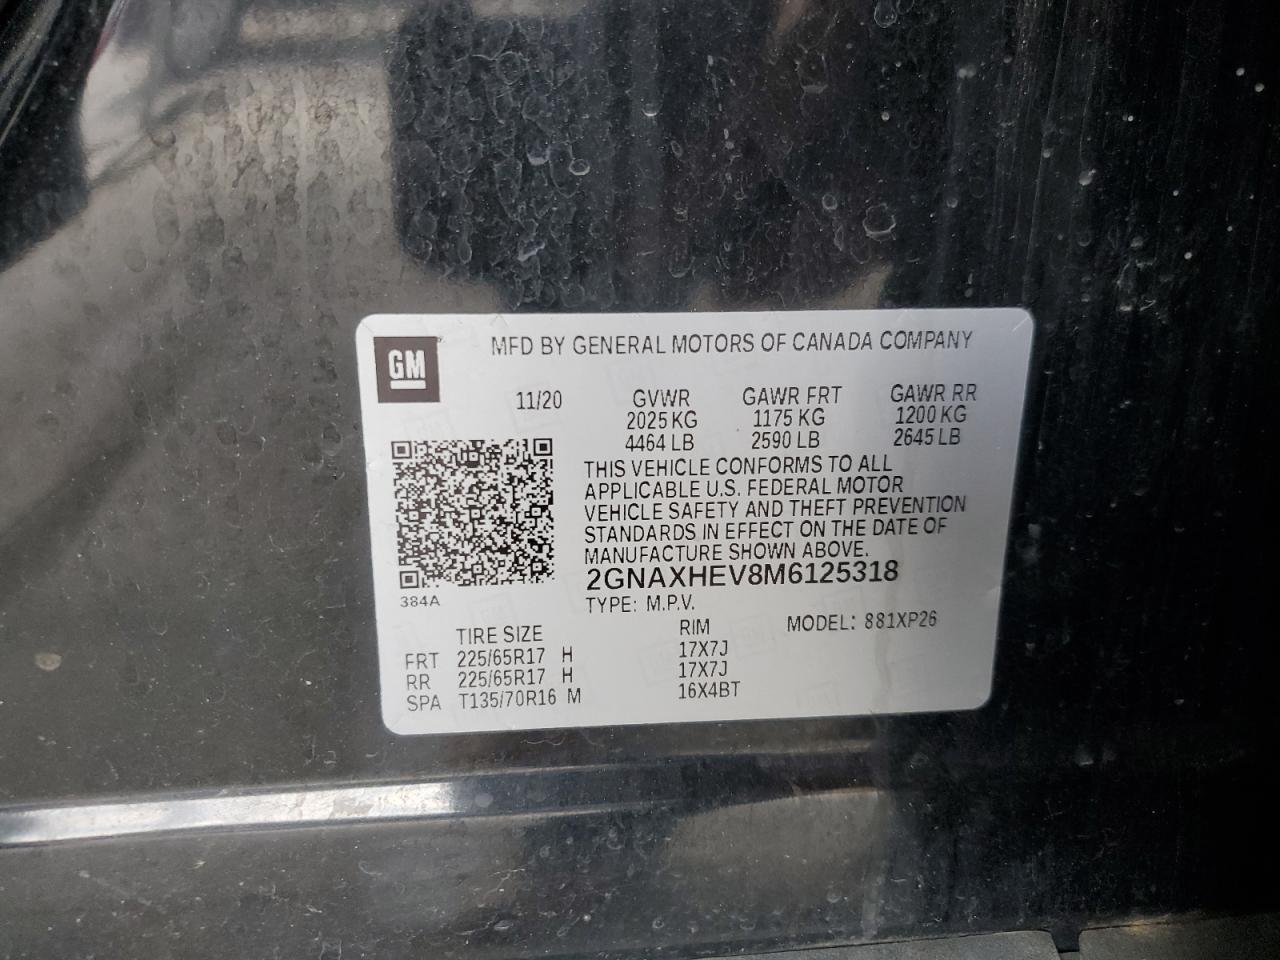 GM
MFD BY GENERAL MOTORS OF CANADA COMPANY
11/20 GVWR GAWR FRT GAWR RR
2025 KG 1175 KG 1200 KG
4464 LB 2590 LB 2645 LB
THIS VEHICLE CONFORMS TO ALL
APPLICABLE U.S. FEDERAL MOTOR
VEHICLE SAFETY AND THEFT PREVENTION
STANDARDS IN EFFECT ON THE DATE OF
MANUFACTURE SHOWN ABOVE.
2GNAXHEV8M6125318
384A
TYPE: M.P.V. MODEL: 881XP26
TIRE SIZE RIM
FRT 225/65R17 H 17X7J
RR 225/65R17 H 17X7J
SPA T135/70R16 M 16X4BT